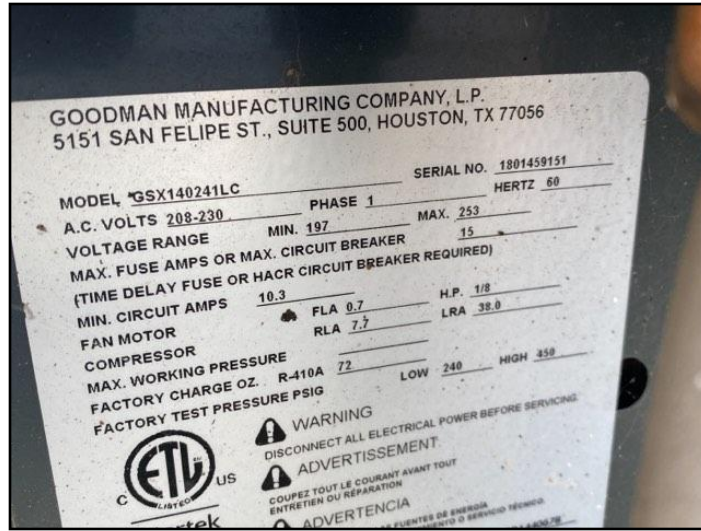 GOODMAN MANUFACTURING COMPANY, L.P.
5151 SAN FELIPE ST., SUITE 500, HOUSTON, TX 77056
MODEL *GSX140241LC SERIAL NO. 1801459151
A.C. VOLTS 208-230 PHASE 1 HERTZ 60
VOLTAGE RANGE MIN. 197 MAX. 253
MAX. FUSE AMPS OR MAX. CIRCUIT BREAKER 15
(TIME DELAY FUSE OR HACR CIRCUIT BREAKER REQUIRED)
MIN. CIRCUIT AMPS 10.3
FAN MOTOR FLA 0.7 H.P. 1/8
COMPRESSOR RLA 7.7 LRA 38.0
MAX. WORKING PRESSURE
FACTORY CHARGE OZ. R-410A 72
FACTORY TEST PRESSURE PSIG LOW 240 HIGH 450
WARNING
DISCONNECT ALL ELECTRICAL POWER BEFORE SERVICING
ADVERTISSEMENT
COUPEZ TOUT LE COURANT AVANT TOUT
ENTRETIEN OU RÉPARATION
ADVERTENCIA
FUENTES DE ENERGÍA
O SERVICIO TÉCNICO.
C ETL US
LISTED